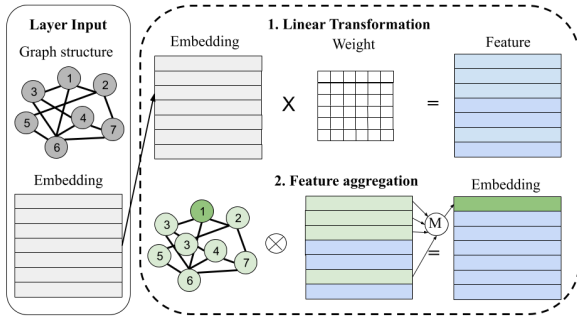 Layer Input
Graph structure
1
2
3
4
5
7
6
Embedding
1. Linear Transformation
Embedding
Weight
Feature
X
=
2. Feature aggregation
Embedding
1
2
3
3
4
5
7
6
M
=